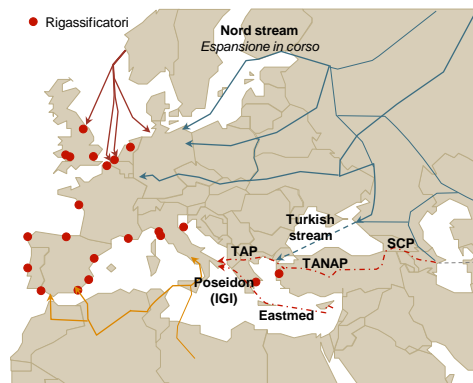 Rigassificatori
Nord stream
Espansione in corso
Turkish
stream
SCP
TAP
TANAP
Poseidon
(IGI)
Eastmed